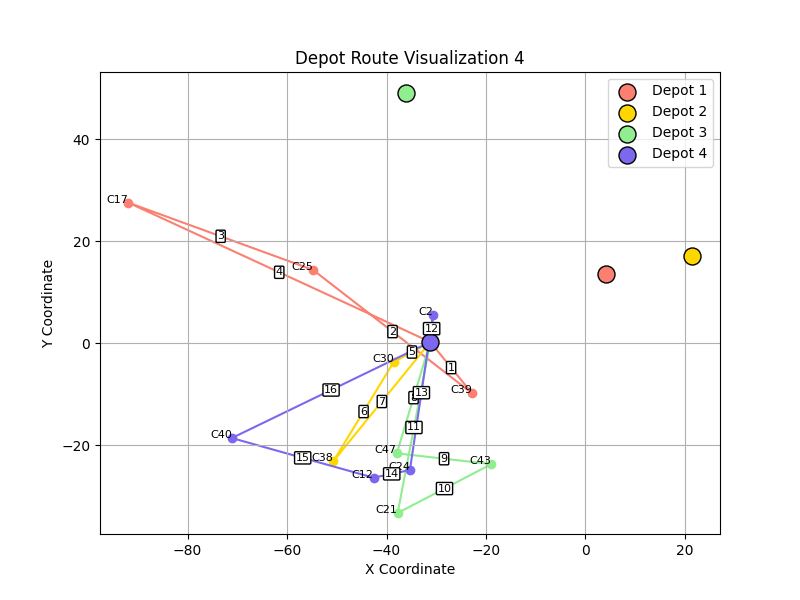 Depot Route Visualization 4
Depot 1
Depot 2
Depot 3
Depot 4
40
20
0
−20
Y Coordinate
C17
3
C25
4
C2
12
2
5
C30
1
C39
16
7
13
6
11
C40
C47
9
C43
15
C38
C24
C12
14
10
C21
−80
−60
−40
−20
0
20
X Coordinate